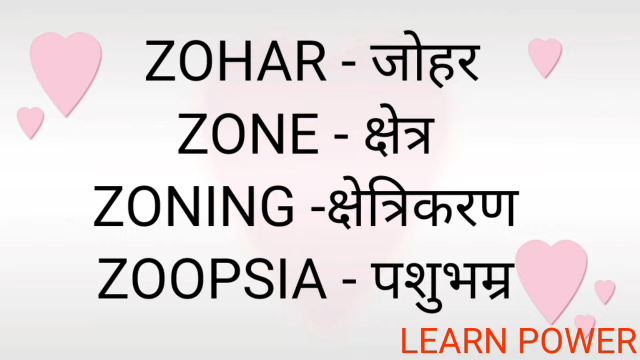 ZOHAR - जोहर
ZONE - क्षेत्र
ZONING -क्षेत्रिकरण
ZOOPSIA - पशुभम्र
LEARN POWER